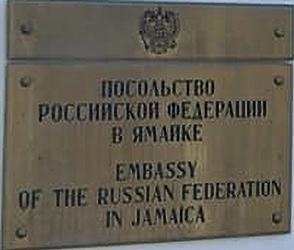 ПОСОЛЬСТВО
РОССИЙСКОЙ ФЕДЕРАЦИИ
В ЯМАЙКЕ
EMBASSY
OF THE RUSSIAN FEDERATION
IN JAMAICA